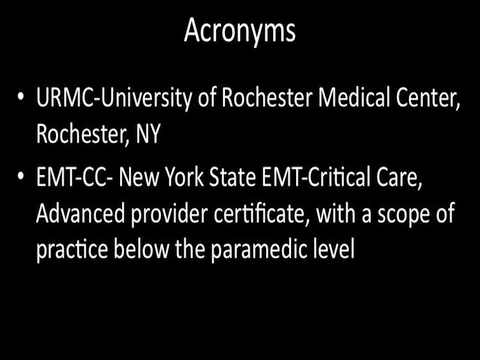 Acronyms
• URMC-University of Rochester Medical Center,
Rochester, NY
• EMT-CC- New York State EMT-Critical Care,
Advanced provider certificate, with a scope of
practice below the paramedic level